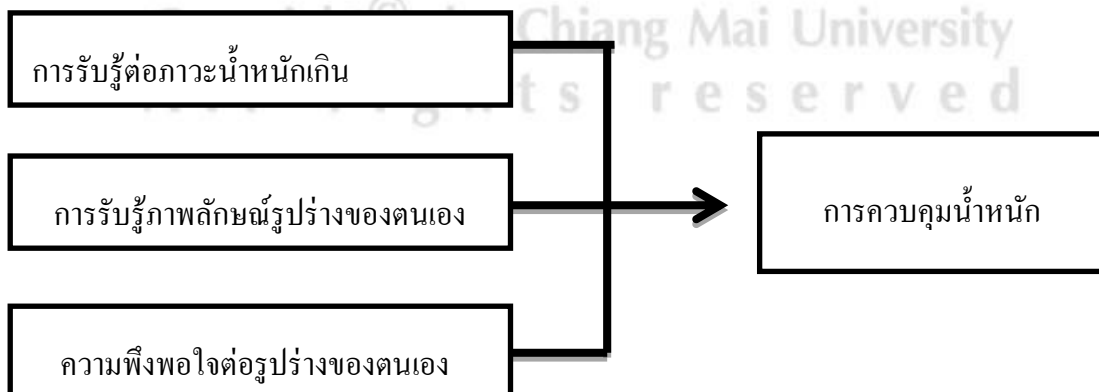 Chiang Mai University
การรับรู้ต่อภาวะน้ำหนักเกิน
reserved
การรับรู้ภาพลักษณ์รูปร่างของตนเอง
การควบคุมน้ำหนัก
ความพึงพอใจต่อรูปร่างของตนเอง